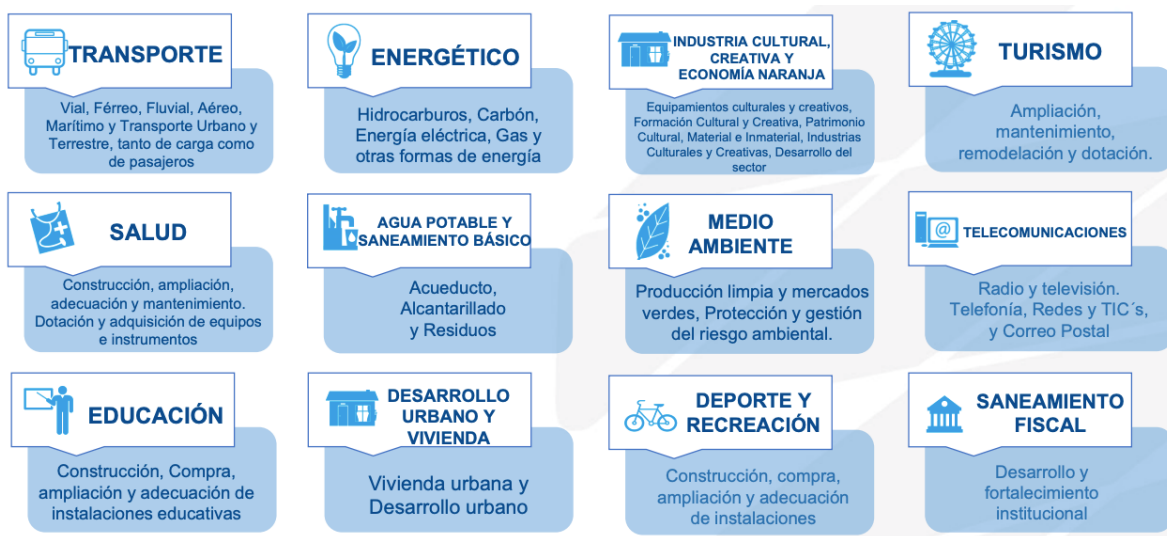 TRANSPORTE
Vial, Férreo, Fluvial, Aéreo,
Marítimo y Transporte Urbano y
Terrestre, tanto de carga como
de pasajeros
ENERGÉTICO
Hidrocarburos, Carbón,
Energía eléctrica, Gas y
otras formas de energía
INDUSTRIA CULTURAL,
CREATIVA Y
ECONOMÍA NARANJA
Equipamientos culturales y creativos,
Formación Cultural y Creativa, Patrimonio
Cultural, Material e Inmaterial, Industrias
Culturales y Creativas, Desarrollo del
sector
TURISMO
Ampliación,
mantenimiento,
remodelación y dotación.
SALUD
Construcción, ampliación,
adecuación y mantenimiento.
Dotación y adquisición de equipos
e instrumentos
AGUA POTABLE Y
SANEAMIENTO BÁSICO
Acueducto,
Alcantarillado
y Residuos
MEDIO
AMBIENTE
Producción limpia y mercados
verdes, Protección y gestión
del riesgo ambiental.
@
TELECOMUNICACIONES
Radio y televisión.
Telefonía, Redes y TIC´s,
y Correo Postal
EDUCACIÓN
Construcción, Compra,
ampliación y adecuación de
instalaciones educativas
DESARROLLO
URBANO Y
VIVIENDA
Vivienda urbana y
Desarrollo urbano
DEPORTE Y
RECREACIÓN
Construcción, compra,
ampliación y adecuación
de instalaciones
SANEAMIENTO
FISCAL
Desarrollo y
fortalecimiento
institucional